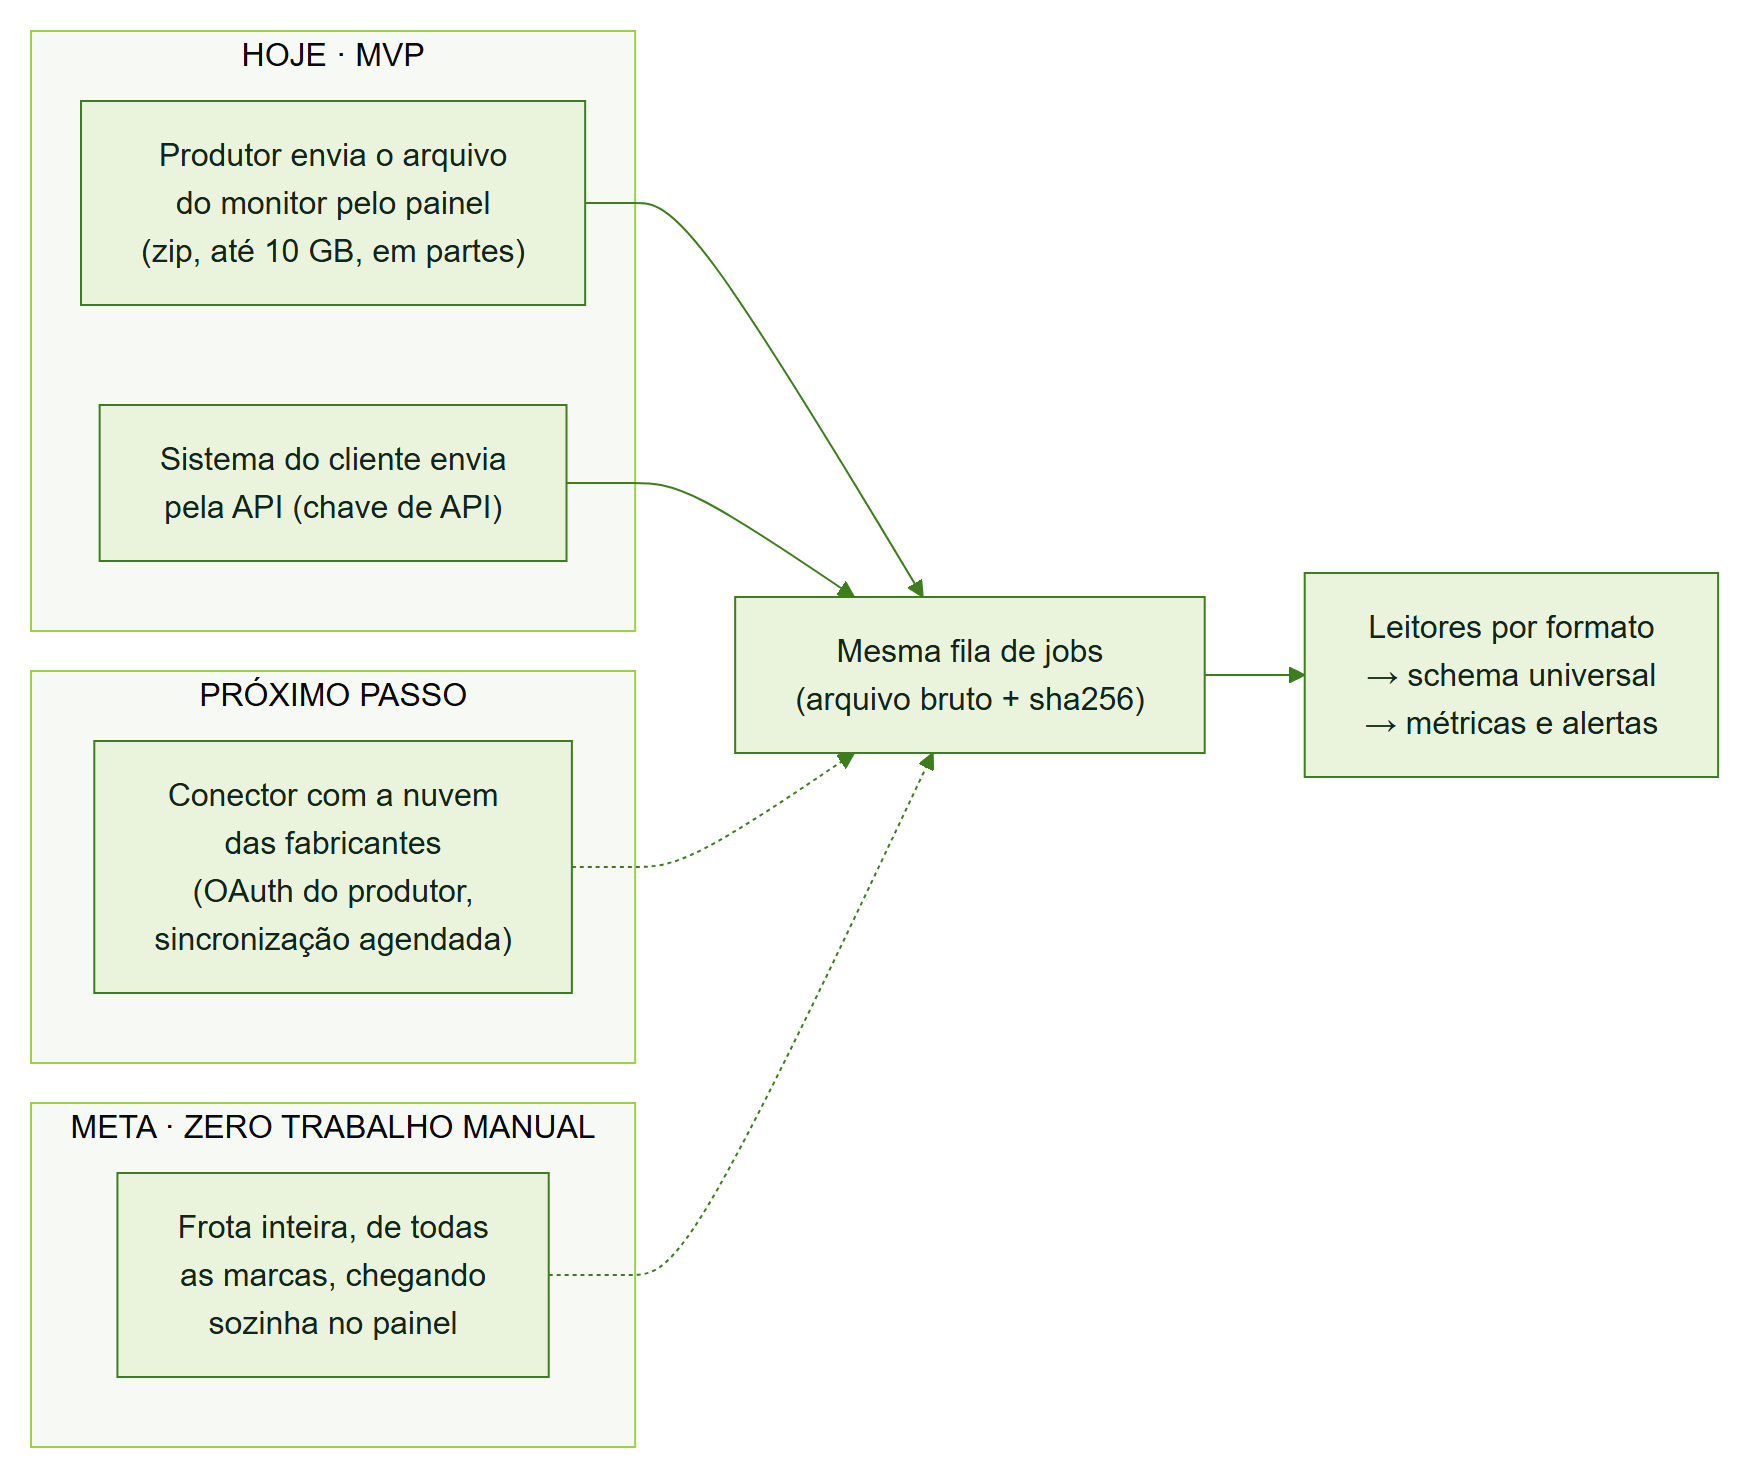 HOJE · MVP
Produtor envia o arquivo
do monitor pelo painel
(zip, até 10 GB, em partes)
Sistema do cliente envia
pela API (chave de API)
PRÓXIMO PASSO
Conector com a nuvem
das fabricantes
(OAuth do produtor,
sincronização agendada)
META · ZERO TRABALHO MANUAL
Frota inteira, de todas
as marcas, chegando
sozinha no painel
Mesma fila de jobs
(arquivo bruto + sha256)
Leitores por formato
→ schema universal
→ métricas e alertas